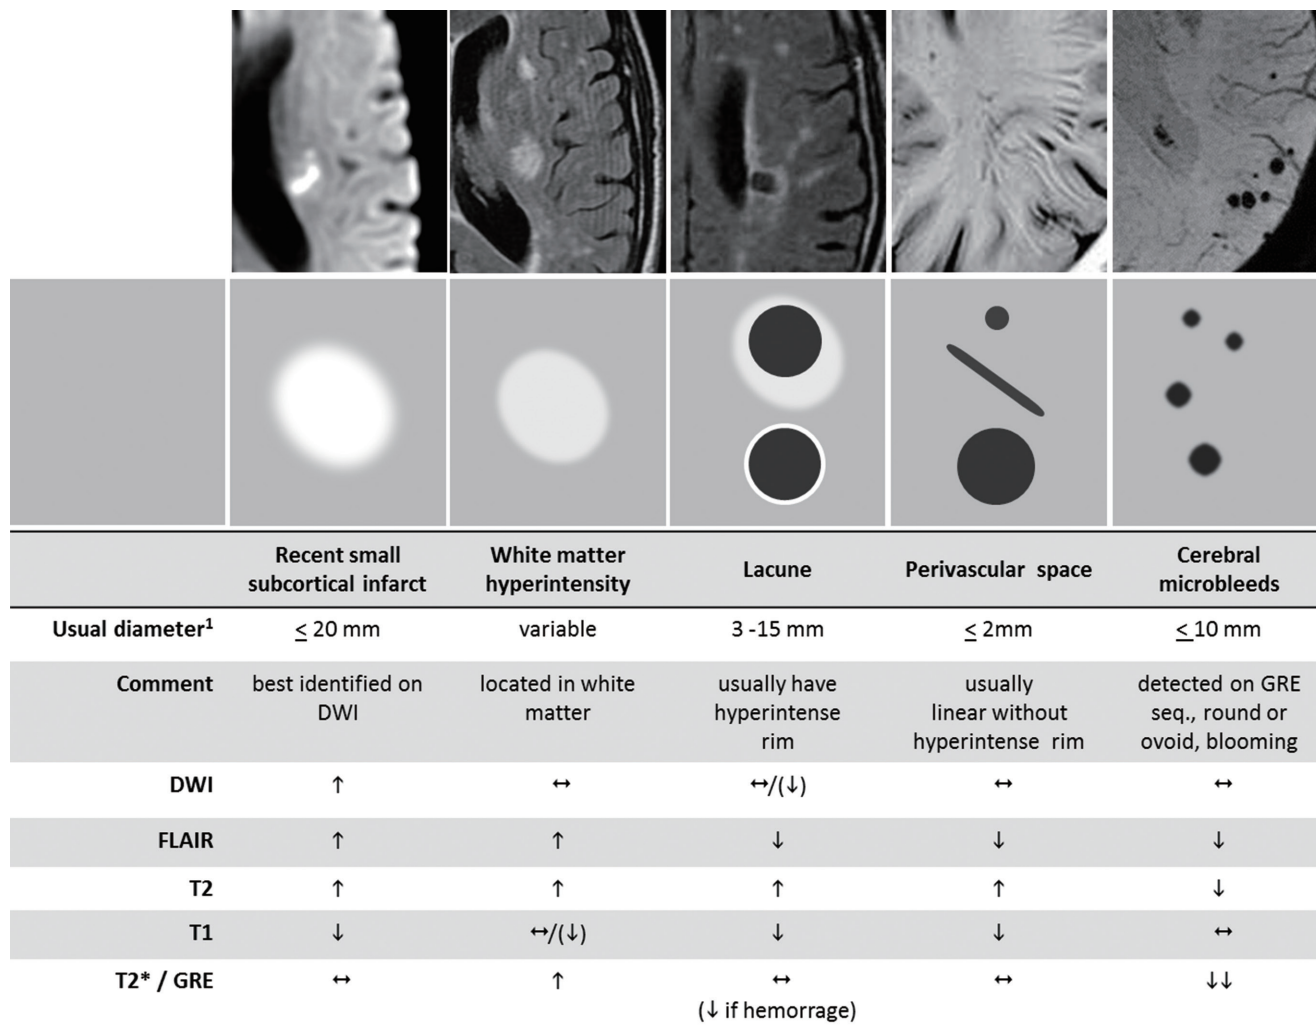 Recent small
subcortical infarct
White matter
hyperintensity
Lacune
Perivascular space
Cerebral
microbleeds
Usual diameter¹
≤ 20 mm
variable
3 -15 mm
≤ 2mm
≤ 10 mm
Comment
best identified on
DWI
located in white
matter
usually have
hyperintense
rim
usually
linear without
hyperintense rim
detected on GRE
seq., round or
ovoid, blooming
DWI ↑ ↔ ↔/(↓) ↔ ↔
FLAIR ↑ ↑ ↓ ↓ ↓
T2 ↑ ↑ ↑ ↑ ↓
T1 ↓ ↔/(↓) ↓ ↓ ↔
T2* / GRE ↔ ↑ ↔ ↔ ↓↓
(↓ if hemorrage)